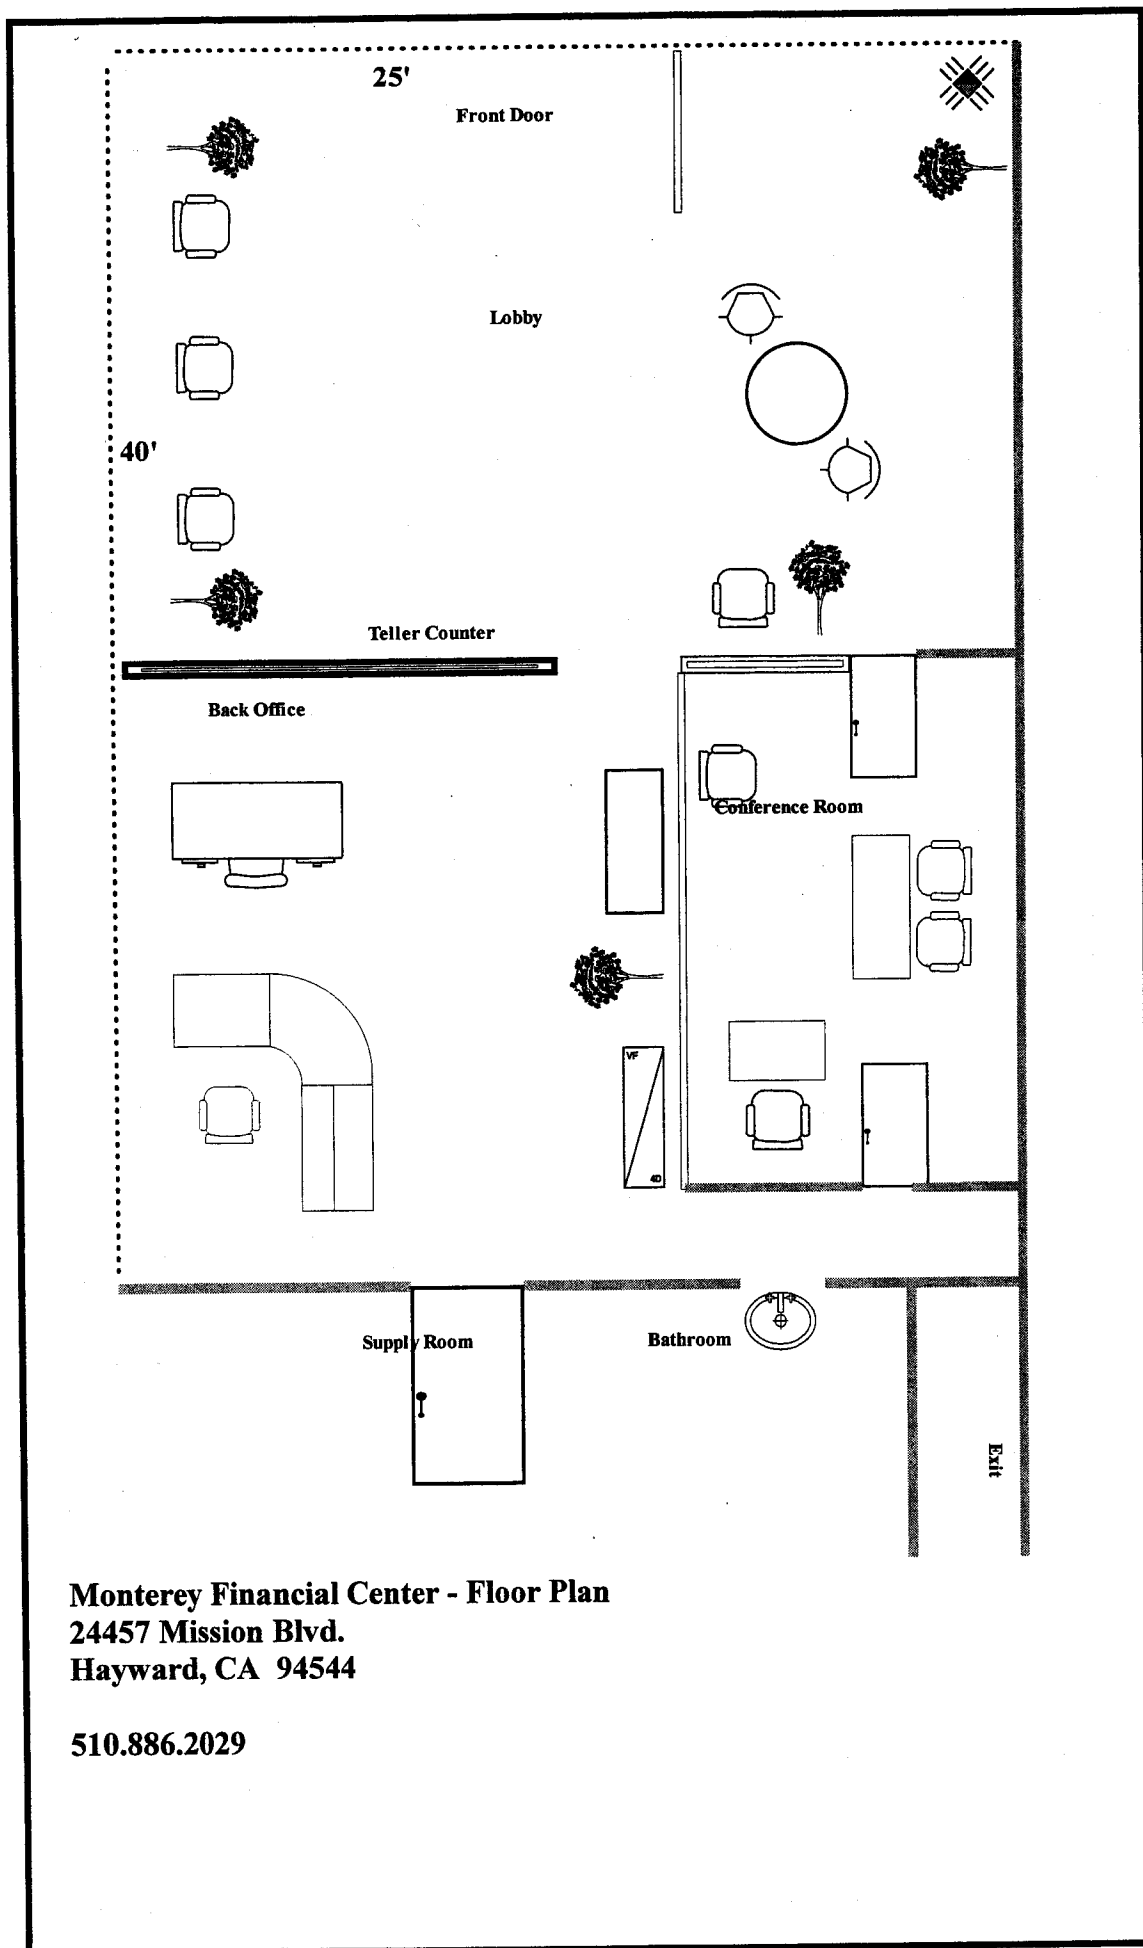 25'
Front Door
Lobby
40'
Teller Counter
Back Office
Conference Room
VF
4D
Supply Room
Bathroom
Exit
Monterey Financial Center - Floor Plan
24457 Mission Blvd.
Hayward, CA 94544
510.886.2029